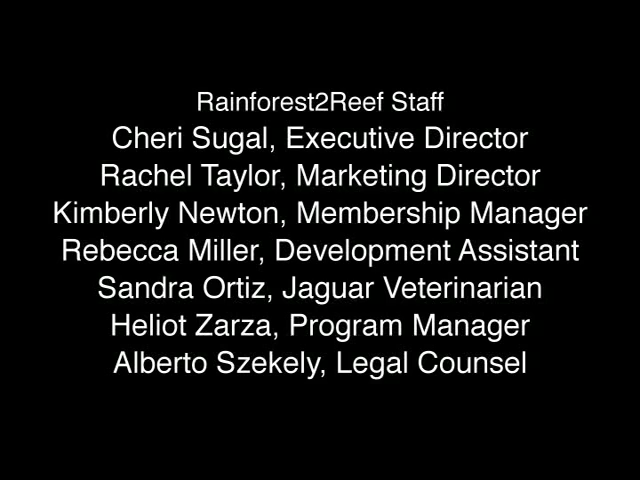 Rainforest2Reef Staff
Cheri Sugal, Executive Director
Rachel Taylor, Marketing Director
Kimberly Newton, Membership Manager
Rebecca Miller, Development Assistant
Sandra Ortiz, Jaguar Veterinarian
Heliot Zarza, Program Manager
Alberto Szekely, Legal Counsel